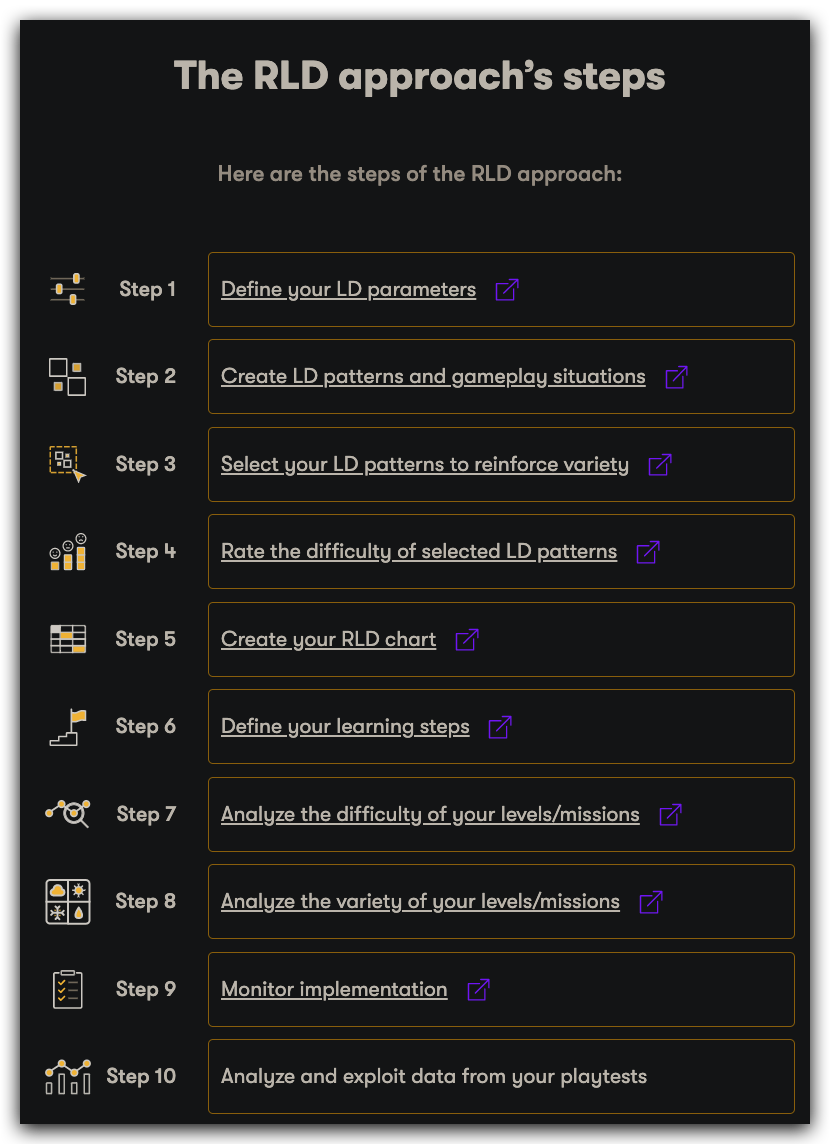 The RLD approach’s steps
Here are the steps of the RLD approach:
Step 1 Define your LD parameters
Step 2 Create LD patterns and gameplay situations
Step 3 Select your LD patterns to reinforce variety
Step 4 Rate the difficulty of selected LD patterns
Step 5 Create your RLD chart
Step 6 Define your learning steps
Step 7 Analyze the difficulty of your levels/missions
Step 8 Analyze the variety of your levels/missions
Step 9 Monitor implementation
Step 10 Analyze and exploit data from your playtests